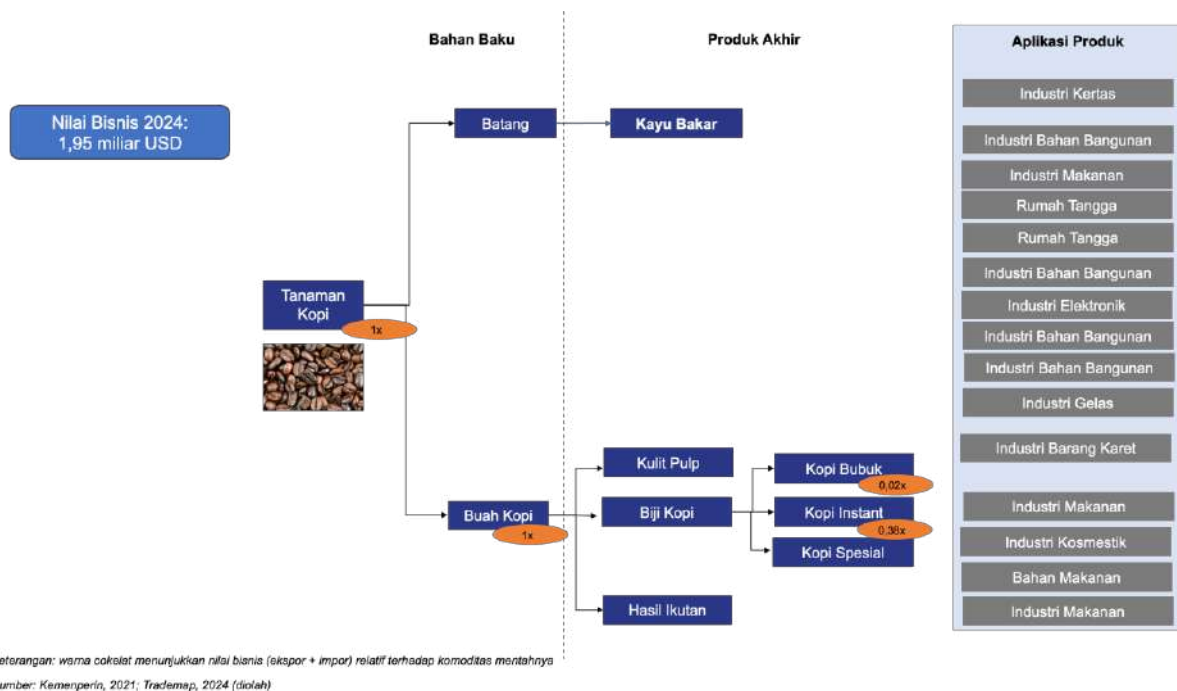 Bahan Baku
Produk Akhir
Aplikasi Produk
Nilai Bisnis 2024:
1,95 miliar USD
Batang
Kayu Bakar
Tanaman
Kopi
1x
Buah Kopi
1x
Kulit Pulp
Biji Kopi
Hasil Ikutan
Kopi Bubuk
0,02x
Kopi Instant
0,38x
Kopi Spesial
Industri Kertas
Industri Bahan Bangunan
Industri Makanan
Rumah Tangga
Rumah Tangga
Industri Bahan Bangunan
Industri Elektronik
Industri Bahan Bangunan
Industri Bahan Bangunan
Industri Gelas
Industri Barang Karet
Industri Makanan
Industri Kosmestik
Bahan Makanan
Industri Makanan
eterangan: warna cokelat menunjukkan nilai bisnis (ekspor + impor) relatif terhadap komoditas mentahnya
umber: Kemenperin, 2021; Trademap, 2024 (diolah)